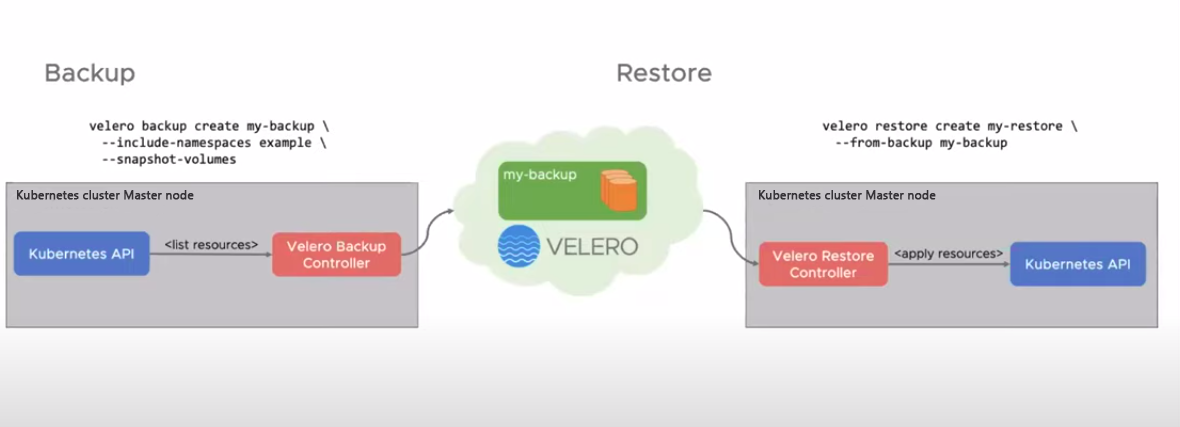 Backup
velero backup create my-backup \
--include-namespaces example \
--snapshot-volumes
Kubernetes cluster Master node
Kubernetes API
<list resources>
Velero Backup
Controller
my-backup
VELERO
Restore
velero restore create my-restore \
--from-backup my-backup
Kubernetes cluster Master node
Velero Restore
Controller
<apply resources>
Kubernetes API